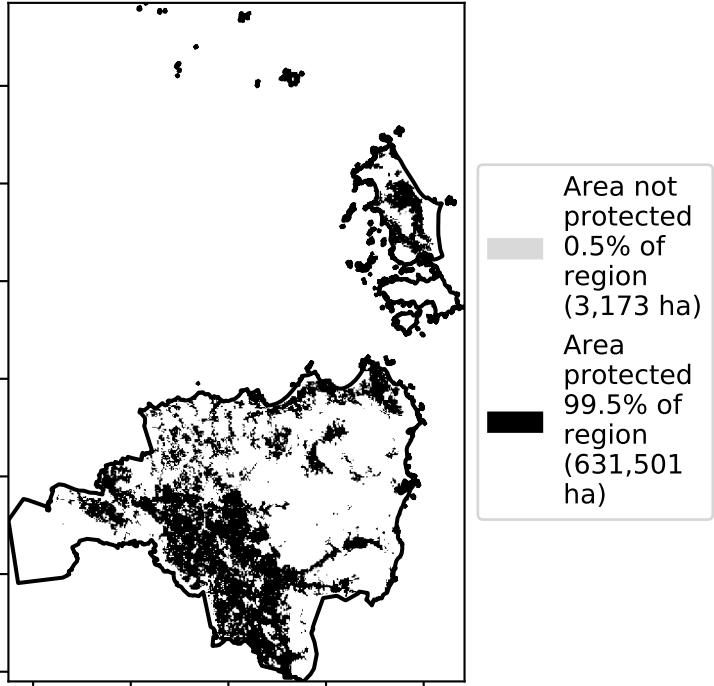 Area not
protected
0.5% of
region
(3,173 ha)
Area
protected
99.5% of
region
(631,501
ha)